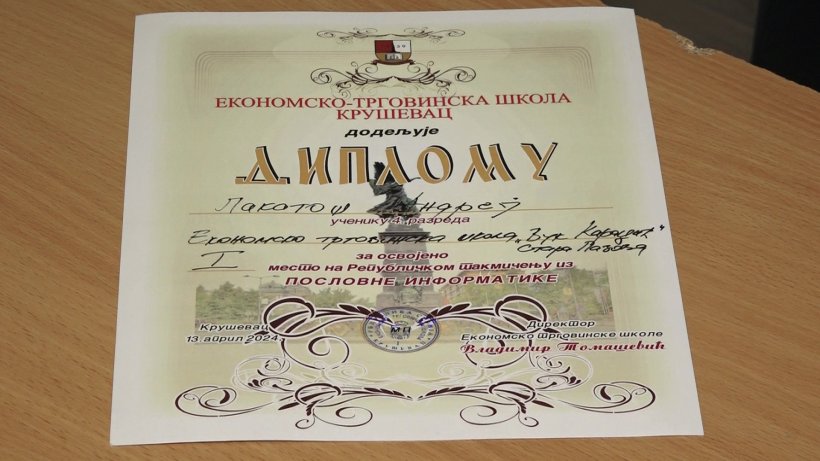 ЕКОНОМСКО-ТРГОВИНСКА ШКОЛА
КРУШЕВАЦ
додељује
ДИПЛОМУ
Лакатош Андреј
ученику 4. разреда
Економско трговинска школа „Вук Караџић“
Стара Пазова
за освојено
I
место на Републичком такмичењу из
ПОСЛОВНЕ ИНФОРМАТИКЕ
Крушевац
13. април 2024.
МП
Директор
Економско трговинске школе
Владимир Томашевић